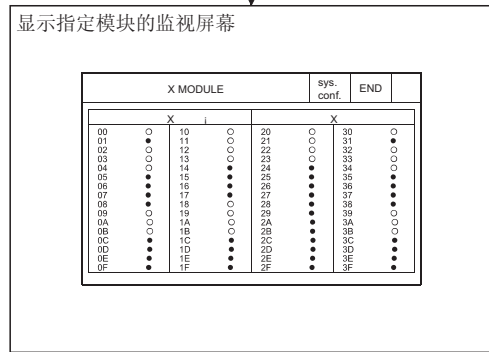 显示指定模块的监视屏幕
X MODULE sys. conf. END
X i X
00 ○ 10 ○ 20 ○ 30 ○
01 ● 11 ○ 21 ○ 31 ●
02 ○ 12 ○ 22 ○ 32 ○
03 ○ 13 ○ 23 ○ 33 ○
04 ○ 14 ● 24 ● 34 ○
05 ● 15 ● 25 ● 35 ●
06 ● 16 ● 26 ● 36 ●
07 ● 17 ● 27 ● 37 ●
08 ● 18 ○ 28 ● 38 ●
09 ○ 19 ○ 29 ● 39 ○
0A ○ 1A ○ 2A ● 3A ○
0B ○ 1B ○ 2B ● 3B ○
0C ● 1C ● 2C ● 3C ●
0D ● 1D ● 2D ● 3D ●
0E ● 1E ● 2E ● 3E ●
0F ● 1F ● 2F ● 3F ●